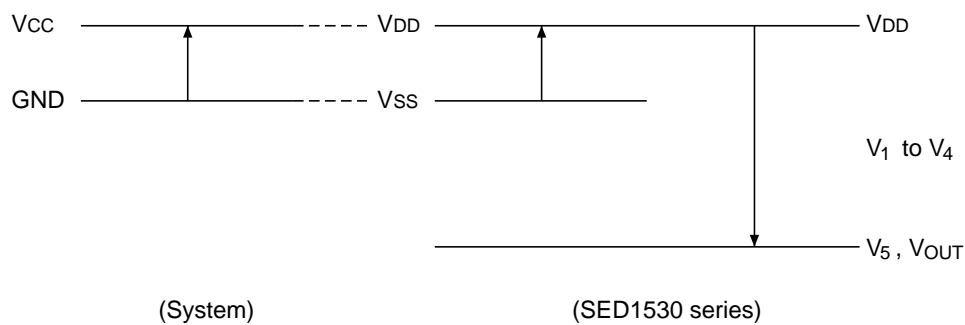 VCC VDD VDD
GND VSS
V1 to V4
V5 , VOUT
(System) (SED1530 series)